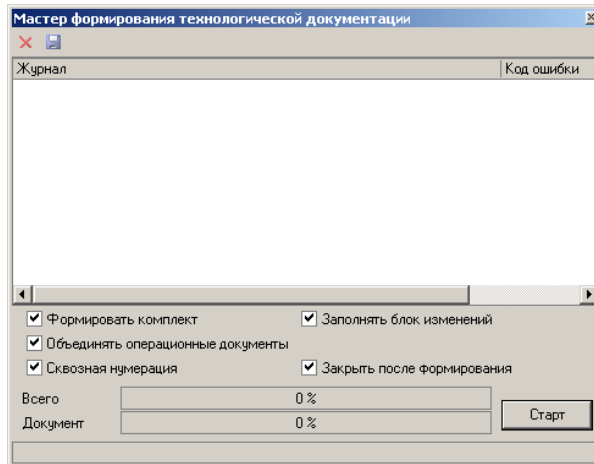 Мастер формирования технологической документации
Журнал Код ошибки
Формировать комплект Заполнять блок изменений
Объединять операционные документы
Сквозная нумерация Закрыть после формирования
Всего 0 %
Документ 0 % Старт